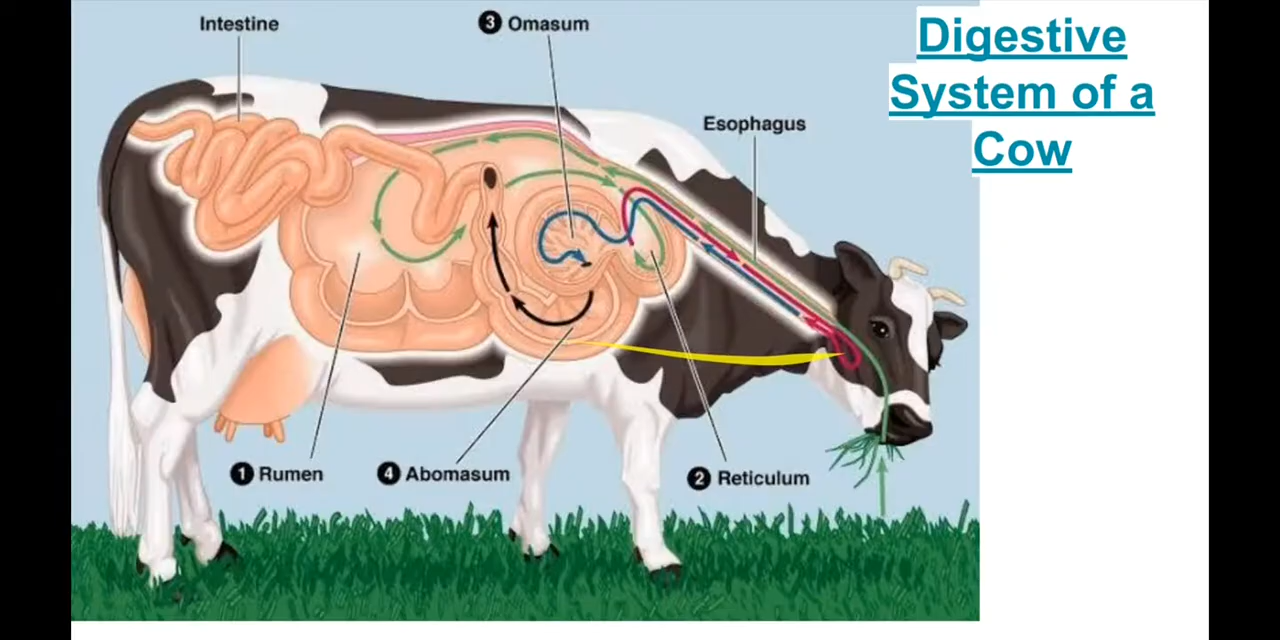 Intestine
3 Omasum
Digestive
System of a
Cow
Esophagus
1 Rumen
4 Abomasum
2 Reticulum